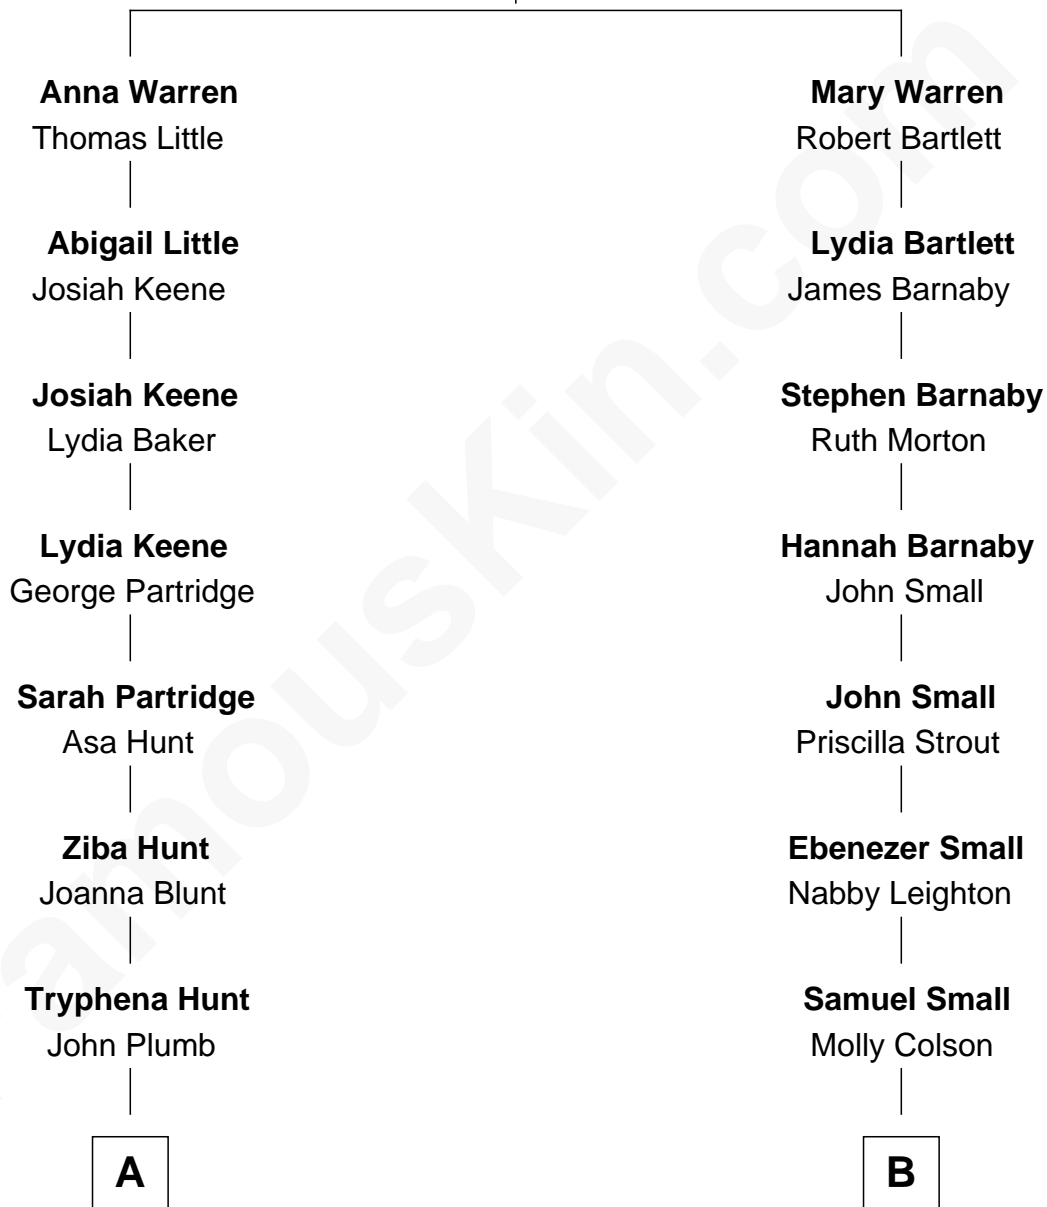 Anna Warren
Thomas Little
Abigail Little
Josiah Keene
Josiah Keene
Lydia Baker
Lydia Keene
George Partridge
Sarah Partridge
Asa Hunt
Ziba Hunt
Joanna Blunt
Tryphena Hunt
John Plumb
A
Mary Warren
Robert Bartlett
Lydia Bartlett
James Barnaby
Stephen Barnaby
Ruth Morton
Hannah Barnaby
John Small
John Small
Priscilla Strout
Ebenezer Small
Nabby Leighton
Samuel Small
Molly Colson
B
amouskin.com